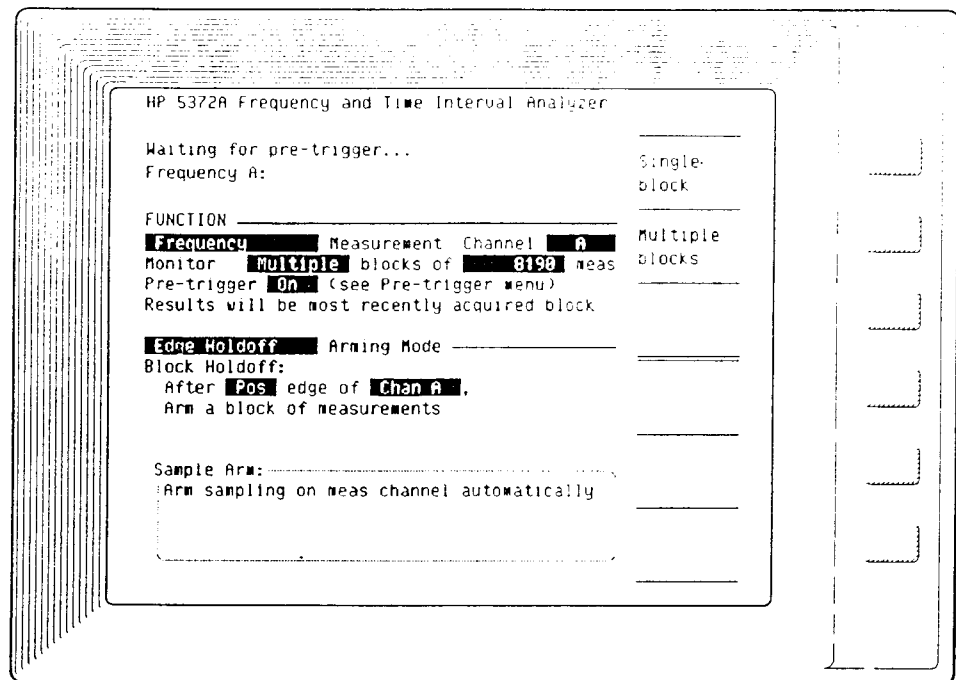 HP 5372A Frequency and Time Interval Analyzer
Waiting for pre-trigger...
Frequency A:
FUNCTION
Frequency Measurement Channel A
Monitor Multiple blocks of 8190 meas
Pre-trigger On (see Pre-trigger menu)
Results will be most recently acquired block
Edge Holdoff Arming Mode
Block Holdoff:
After Pos edge of Chan A,
Arm a block of measurements
Sample Arm:
Arm sampling on meas channel automatically
Single-
block
Multiple
blocks